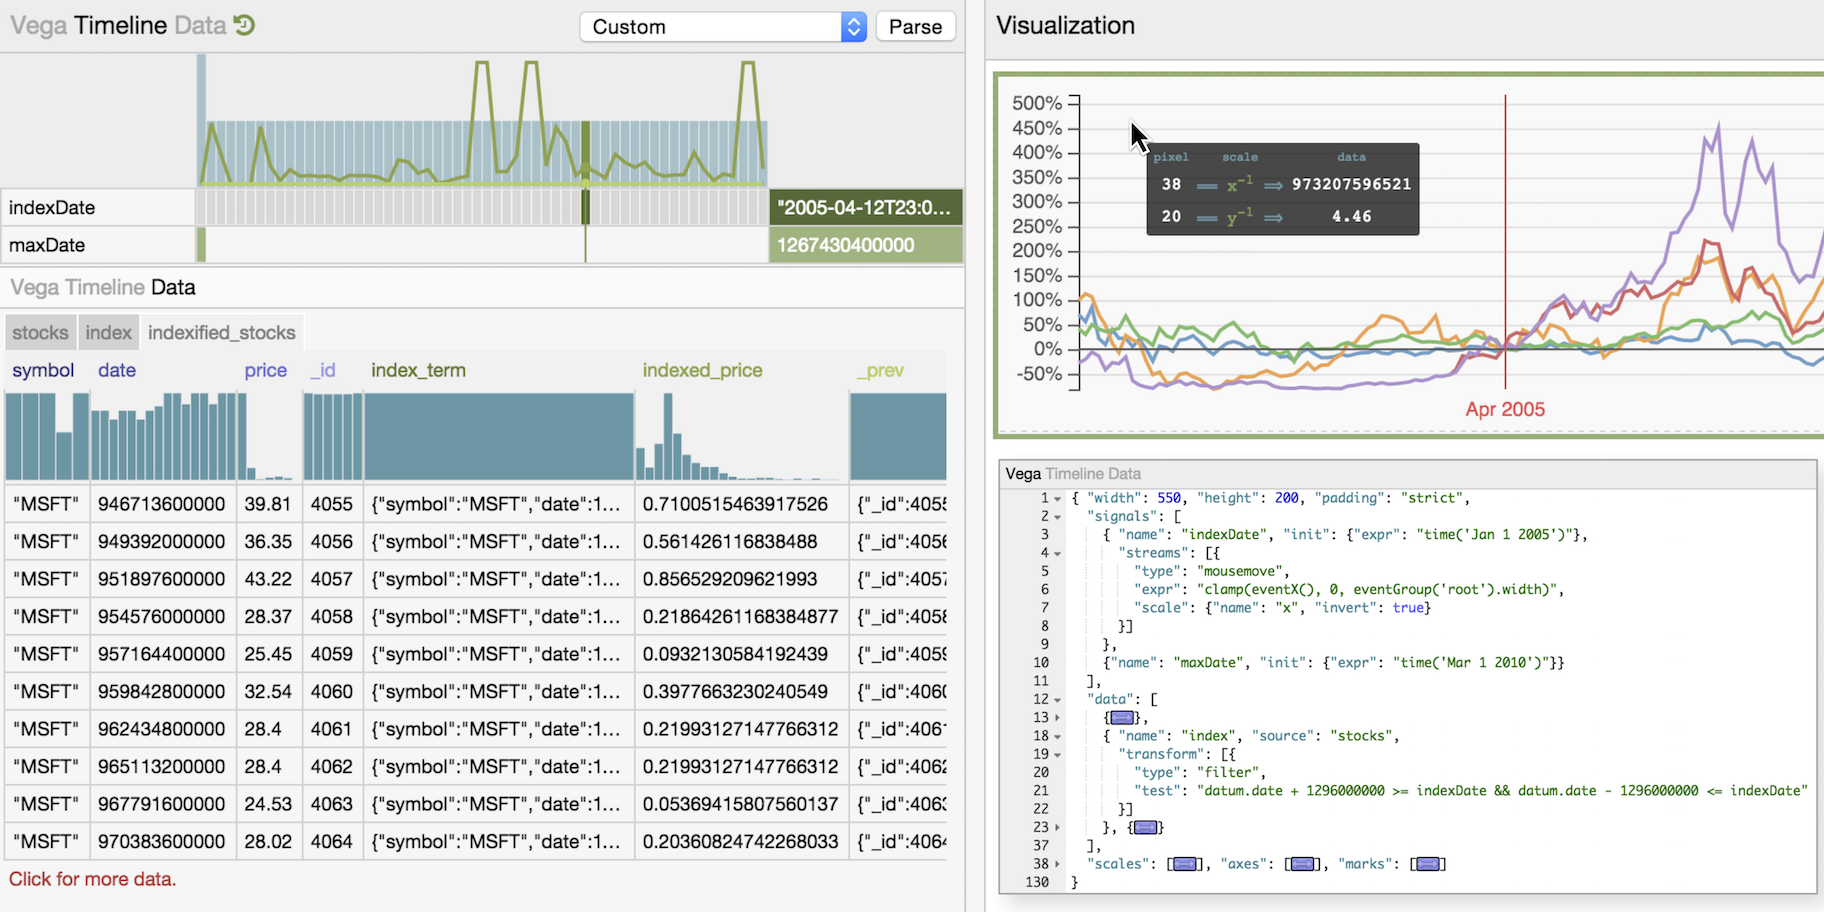 Vega Timeline Data
Custom
Parse
indexDate
"2005-04-12T23:0...
maxDate
1267430400000
Vega Timeline Data
stocks index indexified_stocks
symbol date price _id index_term indexed_price _prev
"MSFT" 946713600000 39.81 4055 {"symbol":"MSFT","date":1... 0.7100515463917526 {"_id":4055
"MSFT" 949392000000 36.35 4056 {"symbol":"MSFT","date":1... 0.561426116838488 {"_id":4056
"MSFT" 951897600000 43.22 4057 {"symbol":"MSFT","date":1... 0.856529209621993 {"_id":4057
"MSFT" 954576000000 28.37 4058 {"symbol":"MSFT","date":1... 0.21864261168384877 {"_id":4058
"MSFT" 957164400000 25.45 4059 {"symbol":"MSFT","date":1... 0.0932130584192439 {"_id":4059
"MSFT" 959842800000 32.54 4060 {"symbol":"MSFT","date":1... 0.3977663230240549 {"_id":4060
"MSFT" 962434800000 28.4 4061 {"symbol":"MSFT","date":1... 0.21993127147766312 {"_id":4061
"MSFT" 965113200000 28.4 4062 {"symbol":"MSFT","date":1... 0.21993127147766312 {"_id":4062
"MSFT" 967791600000 24.53 4063 {"symbol":"MSFT","date":1... 0.05369415807560137 {"_id":4063
"MSFT" 970383600000 28.02 4064 {"symbol":"MSFT","date":1... 0.20360824742268033 {"_id":4064
Click for more data.
Visualization
500%
450%
400%
350%
300%
250%
200%
150%
100%
50%
0%
-50%
pixel scale data
38 x⁻¹ ⇒ 973207596521
20 y⁻¹ ⇒ 4.46
Apr 2005
Vega Timeline Data
1 { "width": 550, "height": 200, "padding": "strict",
2 "signals": [
3 { "name": "indexDate", "init": {"expr": "time('Jan 1 2005')"},
4 "streams": [{
5 "type": "mousemove",
6 "expr": "clamp(eventX(), 0, eventGroup('root').width)",
7 "scale": {"name": "x", "invert": true}
8 }]
9 },
10 {"name": "maxDate", "init": {"expr": "time('Mar 1 2010')"}}
11 ],
12 "data": [
13 {},
18 { "name": "index", "source": "stocks",
19 "transform": [{
20 "type": "filter",
21 "test": "datum.date + 1296000000 >= indexDate && datum.date - 1296000000 <= indexDate"
22 }]
23 }, {}
37 ],
38 "scales": [], "axes": [], "marks": []
130 }